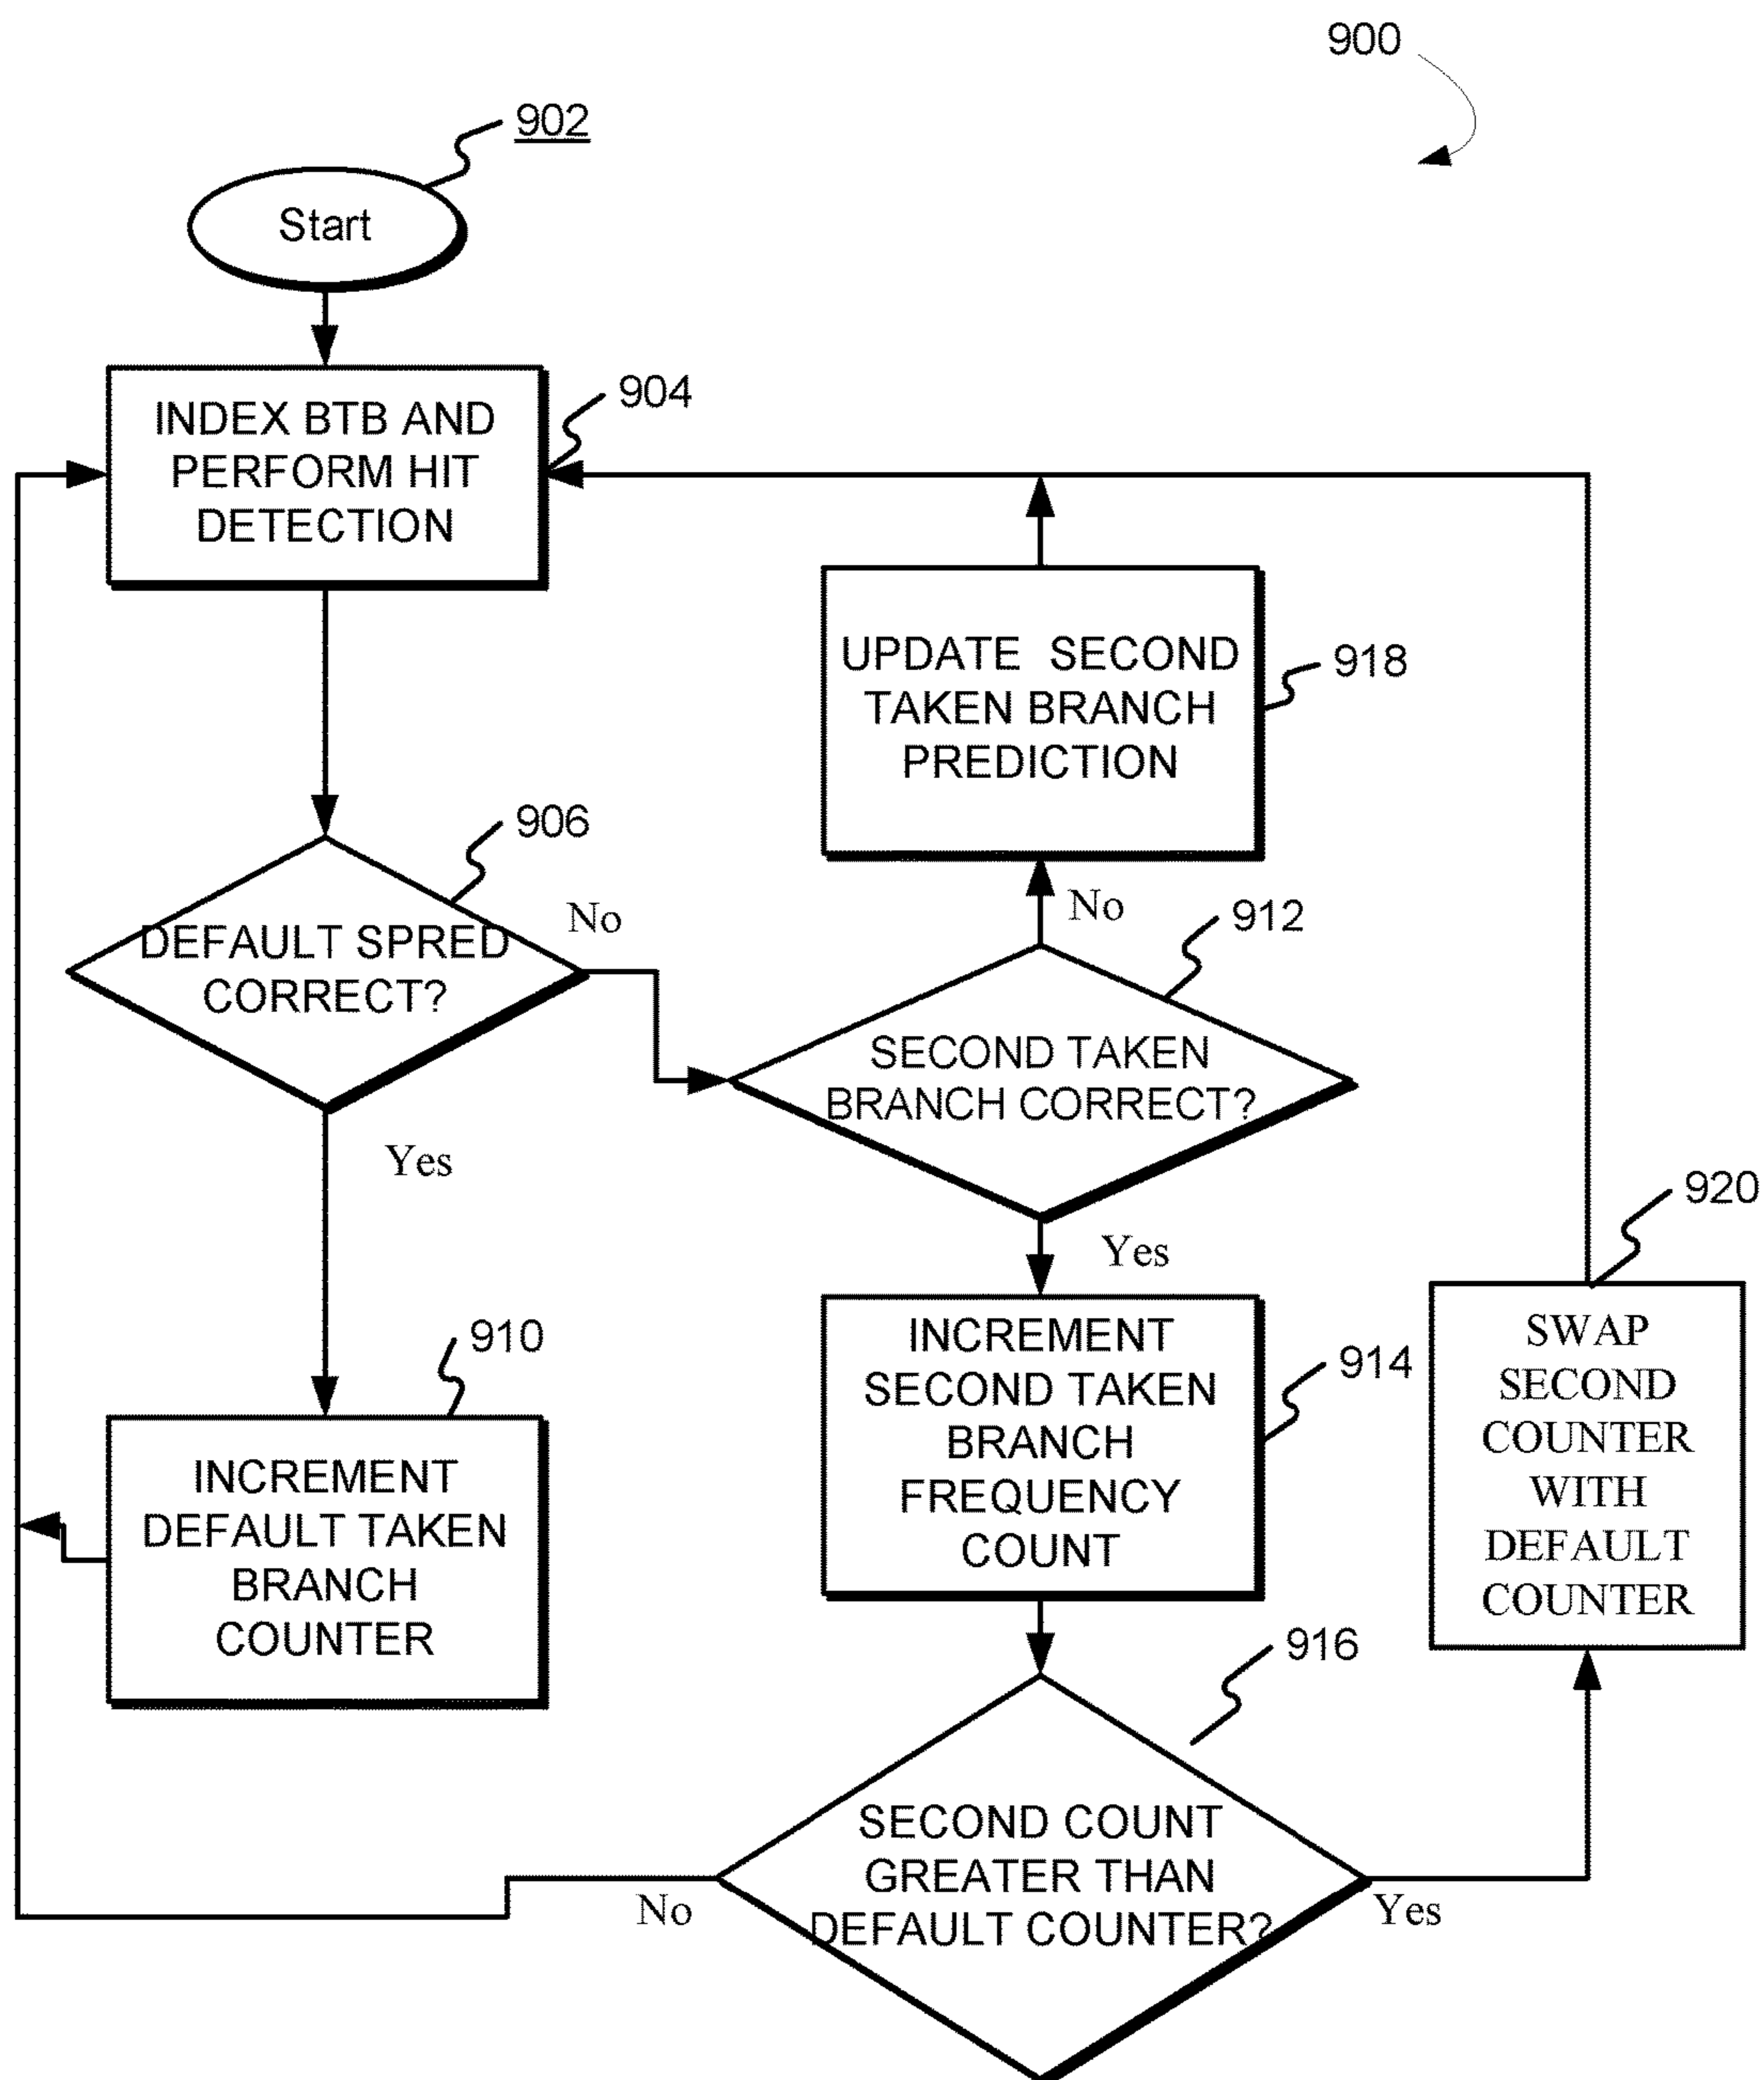 900
902
Start
904
INDEX BTB AND
PERFORM HIT
DETECTION
918
UPDATE SECOND
TAKEN BRANCH
PREDICTION
906
No
DEFAULT SPRED
CORRECT?
Yes
No
912
SECOND TAKEN
BRANCH CORRECT?
Yes
910
INCREMENT
DEFAULT TAKEN
BRANCH
COUNTER
914
INCREMENT
SECOND TAKEN
BRANCH
FREQUENCY
COUNT
920
SWAP
SECOND
COUNTER
WITH
DEFAULT
COUNTER
916
SECOND COUNT
GREATER THAN
DEFAULT COUNTER?
No
Yes